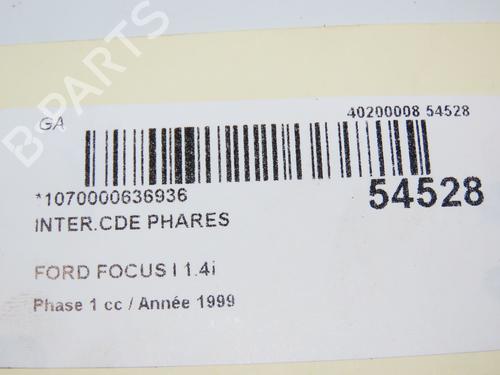 B-PARTS
GA
40200008 54528
*1070000636936
54528
INTER.CDE PHARES
FORD FOCUS I 1.4i
Phase 1 cc / Année 1999